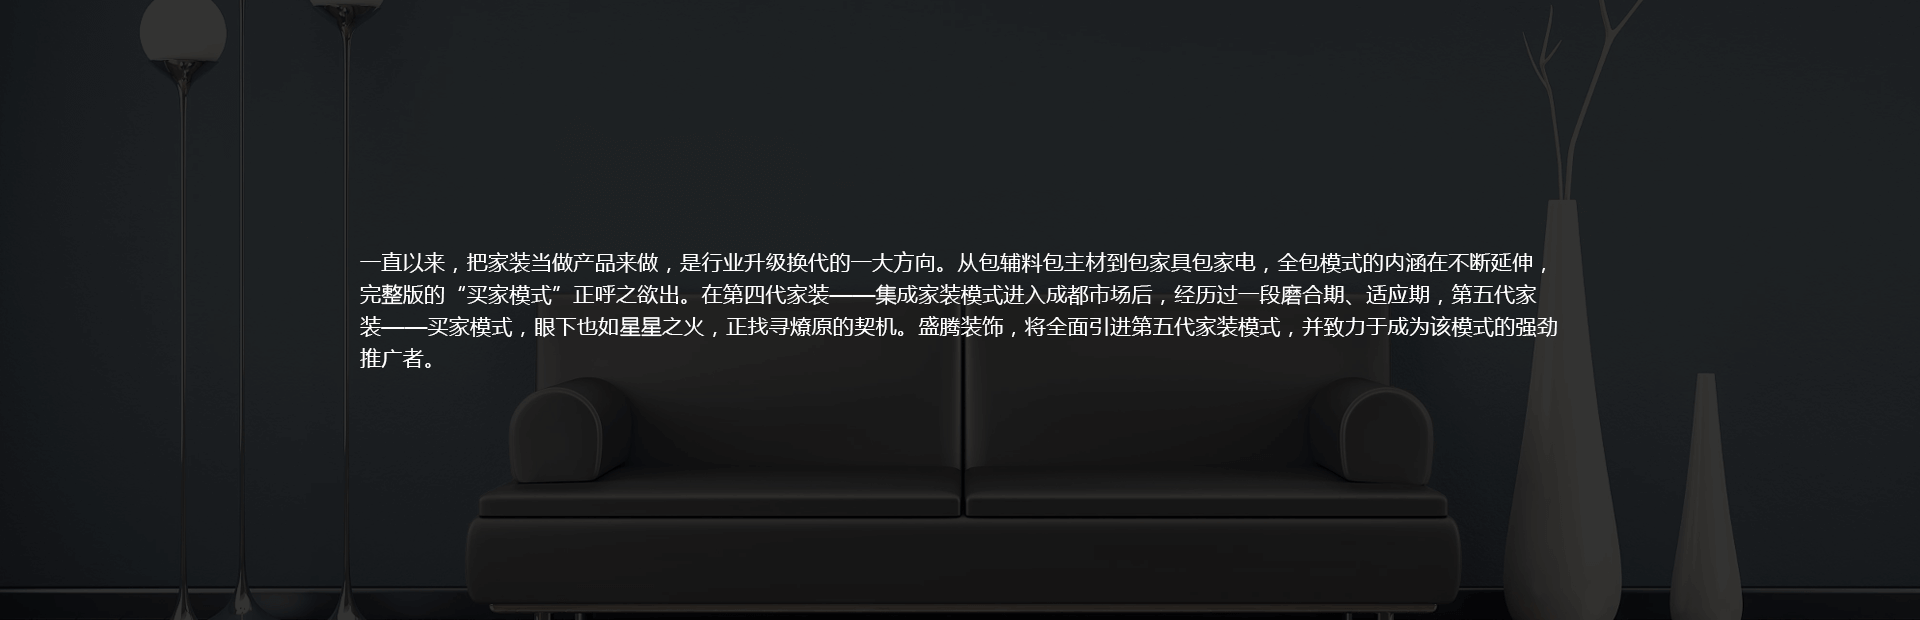 一直以来，把家装当做产品来做，是行业升级换代的一大方向。从包辅料包主材到包家具包家电，全包模式的内涵在不断延伸，
完整版的“买家模式”正呼之欲出。在第四代家装——集成家装模式进入成都市场后，经历过一段磨合期、适应期，第五代家
装——买家模式，眼下也如星星之火，正找寻燎原的契机。盛腾装饰，将全面引进第五代家装模式，并致力于成为该模式的强劲
推广者。